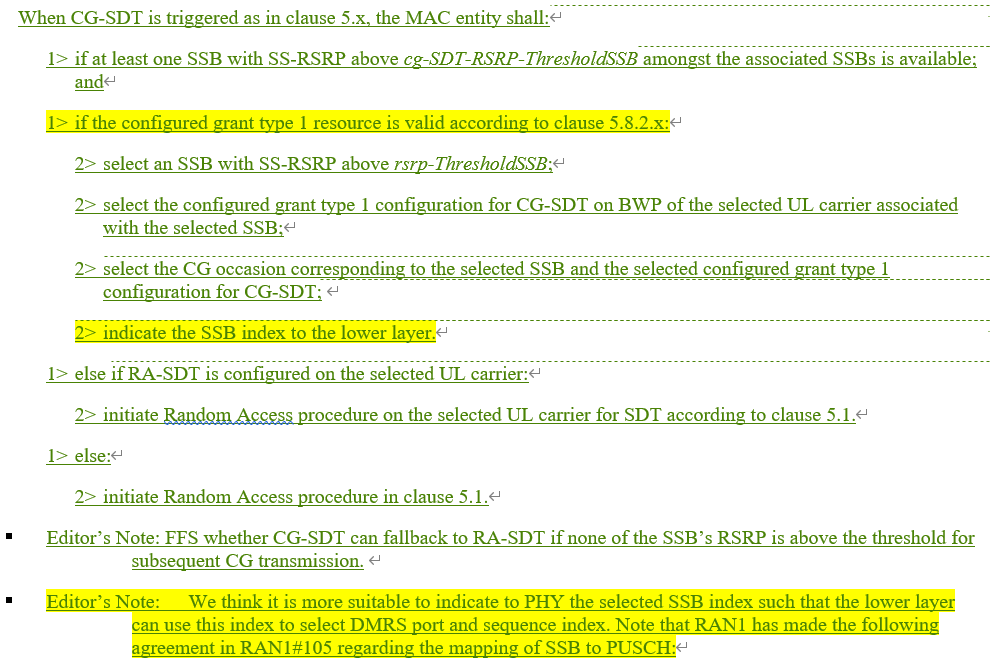 When CG-SDT is triggered as in clause 5.x, the MAC entity shall:
1> if at least one SSB with SS-RSRP above cg-SDT-RSRP-ThresholdSSB amongst the associated SSBs is available;
and
1> if the configured grant type 1 resource is valid according to clause 5.8.2.x:
2> select an SSB with SS-RSRP above rsrp-ThresholdSSB;
2> select the configured grant type 1 configuration for CG-SDT on BWP of the selected UL carrier associated
with the selected SSB;
2> select the CG occasion corresponding to the selected SSB and the selected configured grant type 1
configuration for CG-SDT;
2> indicate the SSB index to the lower layer.
1> else if RA-SDT is configured on the selected UL carrier:
2> initiate Random Access procedure on the selected UL carrier for SDT according to clause 5.1.
1> else:
2> initiate Random Access procedure in clause 5.1.
Editor's Note: FFS whether CG-SDT can fallback to RA-SDT if none of the SSB's RSRP is above the threshold for
subsequent CG transmission.
Editor's Note: We think it is more suitable to indicate to PHY the selected SSB index such that the lower layer
can use this index to select DMRS port and sequence index. Note that RAN1 has made the following
agreement in RAN1#105 regarding the mapping of SSB to PUSCH: